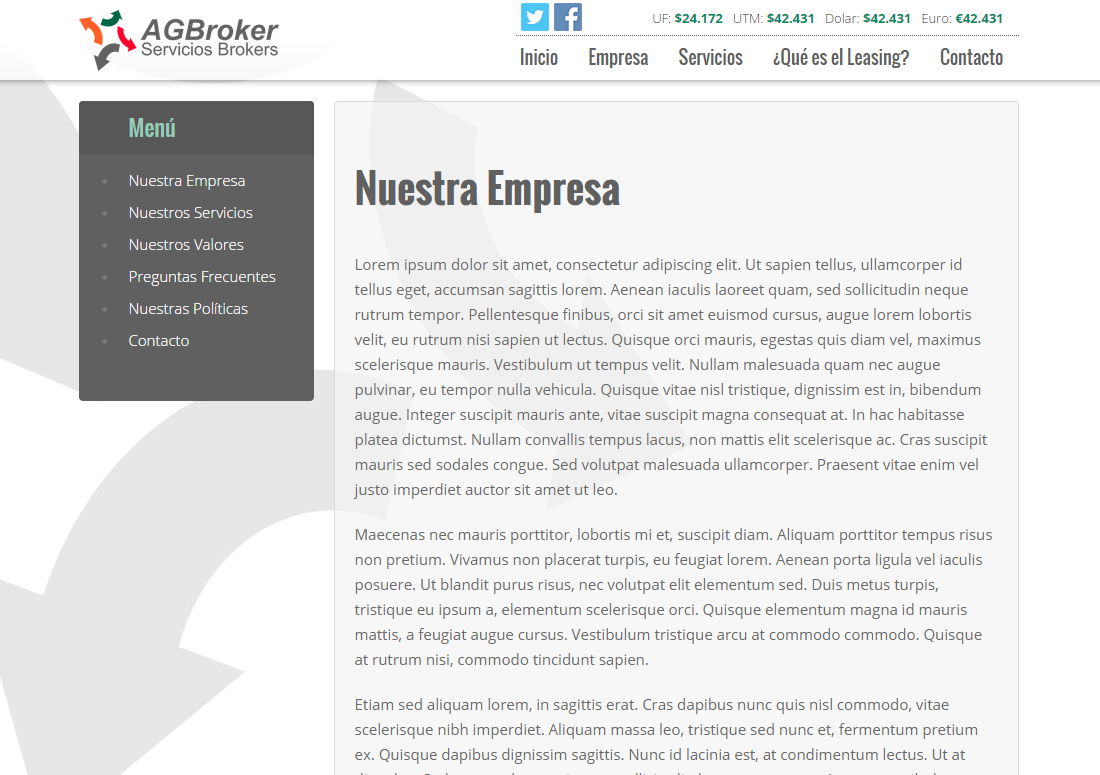 AGBroker
Servicios Brokers
UF: $24.172 UTM: $42.431 Dolar: $42.431 Euro: €42.431
Inicio Empresa Servicios ¿Qué es el Leasing? Contacto
Menú
Nuestra Empresa
Nuestros Servicios
Nuestros Valores
Preguntas Frecuentes
Nuestras Políticas
Contacto
Nuestra Empresa
Lorem ipsum dolor sit amet, consectetur adipiscing elit. Ut sapien tellus, ullamcorper id
tellus eget, accumsan sagittis lorem. Aenean iaculis laoreet quam, sed sollicitudin neque
rutrum tempor. Pellentesque finibus, orci sit amet euismod cursus, augue lorem lobortis
velit, eu rutrum nisi sapien ut lectus. Quisque orci mauris, egestas quis diam vel, maximus
scelerisque mauris. Vestibulum ut tempus velit. Nullam malesuada quam nec augue
pulvinar, eu tempor nulla vehicula. Quisque vitae nisl tristique, dignissim est in, bibendum
augue. Integer suscipit mauris ante, vitae suscipit magna consequat at. In hac habitasse
platea dictumst. Nullam convallis tempus lacus, non mattis elit scelerisque ac. Cras suscipit
mauris sed sodales congue. Sed volutpat malesuada ullamcorper. Praesent vitae enim vel
justo imperdiet auctor sit amet ut leo.
Maecenas nec mauris porttitor, lobortis mi et, suscipit diam. Aliquam porttitor tempus risus
non pretium. Vivamus non placerat turpis, eu feugiat lorem. Aenean porta ligula vel iaculis
posuere. Ut blandit purus risus, nec volutpat elit elementum sed. Duis metus turpis,
tristique eu ipsum a, elementum scelerisque orci. Quisque elementum magna id mauris
mattis, a feugiat augue cursus. Vestibulum tristique arcu at commodo commodo. Quisque
at rutrum nisi, commodo tincidunt sapien.
Etiam sed aliquam lorem, in sagittis erat. Cras dapibus nunc quis nisl commodo, vitae
scelerisque nibh imperdiet. Aliquam massa leo, tristique sed nunc et, fermentum pretium
ex. Quisque dapibus dignissim sagittis. Nunc id lacinia est, at condimentum lectus. Ut at